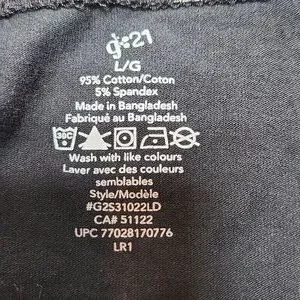 g:21
L/G
95% Cotton/Coton
5% Spandex
Made in Bangladesh
Fabriqué au Bangladesh
30C
Wash with like colours
Laver avec des couleurs
semblables
Style/Modèle
#G2S31022LD
CA# 51122
UPC 77028170776
LR1